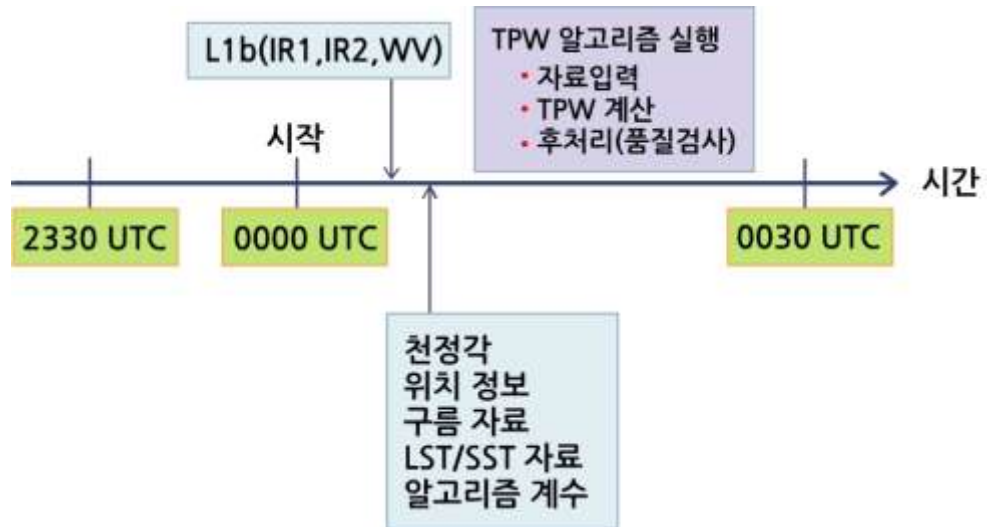 L1b(IR1,IR2,WV)
TPW 알고리즘 실행
• 자료입력
• TPW 계산
• 후처리(품질검사)
시작
시간
2330 UTC
0000 UTC
0030 UTC
천정각
위치 정보
구름 자료
LST/SST 자료
알고리즘 계수